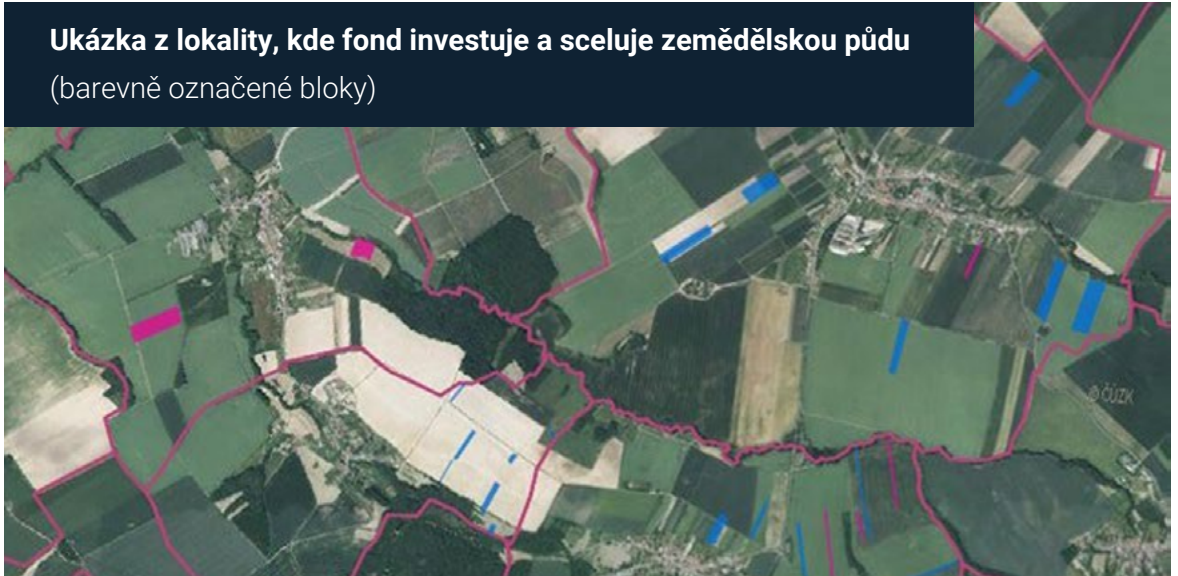 Ukázka z lokality, kde fond investuje a sceluje zemědělskou půdu
(barevně označené bloky)
© ČÚZK